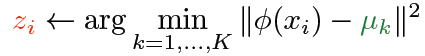 z_i ← arg min_{k=1,...,K} ‖ϕ(x_i) − μ_k‖²